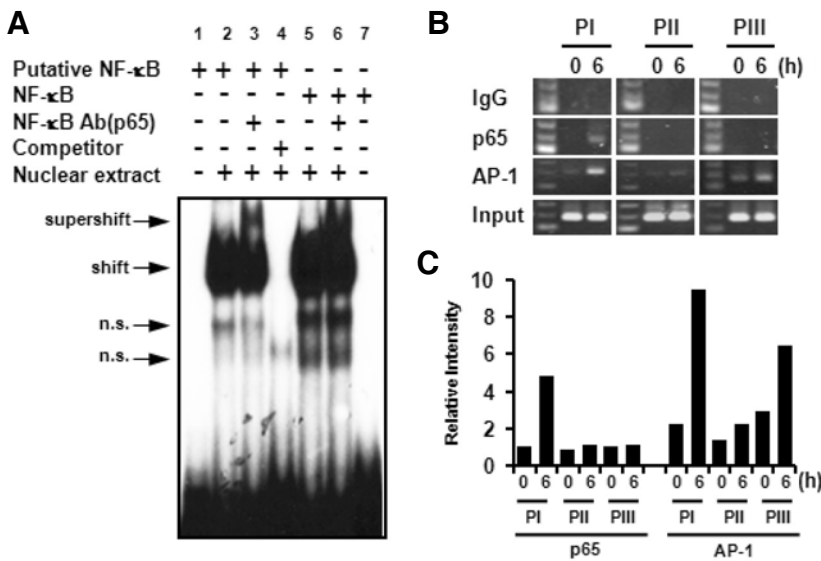 A
1 2 3 4 5 6 7
Putative NF-κB + + + + - - -
NF-κB - - - - + + +
NF-κB Ab(p65) - - + - - + -
Competitor - - - + - - -
Nuclear extract - + + + + + -
supershift
shift
n.s.
n.s.
B
PI PII PIII
0 6 0 6 0 6 (h)
IgG
p65
AP-1
Input
C
Relative Intensity
10
8
6
4
2
0
0 6 0 6 0 6 0 6 0 6 0 6 (h)
PI PII PIII PI PII PIII
p65 AP-1